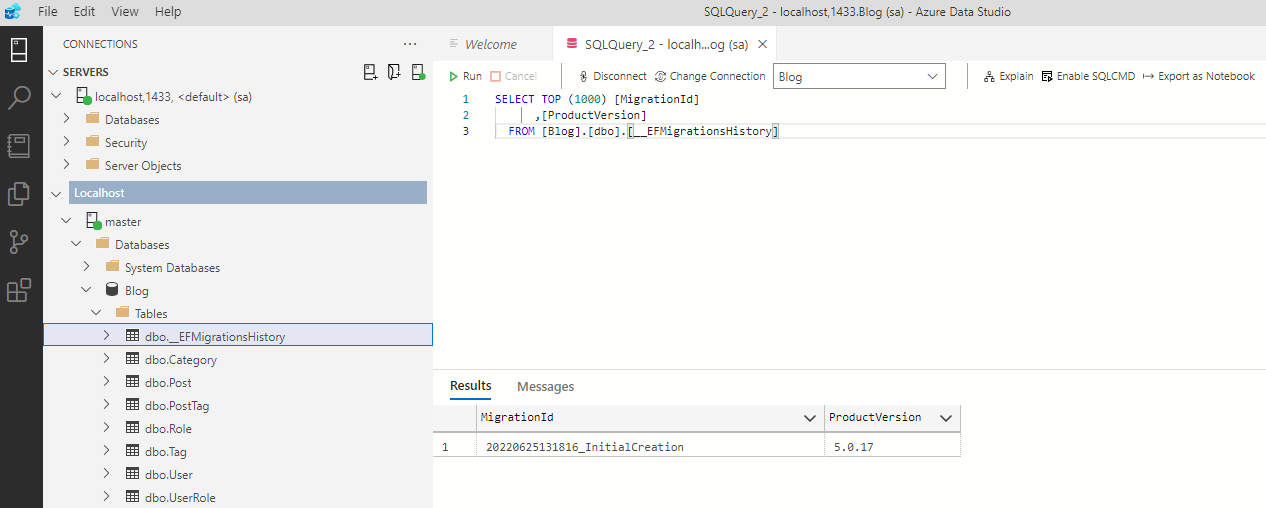 File Edit View Help
SQLQuery_2 - localhost,1433.Blog (sa) - Azure Data Studio
CONNECTIONS
SERVERS
localhost,1433, <default> (sa)
Databases
Security
Server Objects
Localhost
master
Databases
System Databases
Blog
Tables
dbo.__EFMigrationsHistory
dbo.Category
dbo.Post
dbo.PostTag
dbo.Role
dbo.Tag
dbo.User
dbo.UserRole
Welcome
SQLQuery_2 - localh...og (sa)
Run Cancel Disconnect Change Connection Blog Explain Enable SQLCMD Export as Notebook
1 SELECT TOP (1000) [MigrationId]
2 ,[ProductVersion]
3 FROM [Blog].[dbo].[__EFMigrationsHistory]
Results Messages
MigrationId ProductVersion
1 20220625131816_InitialCreation 5.0.17